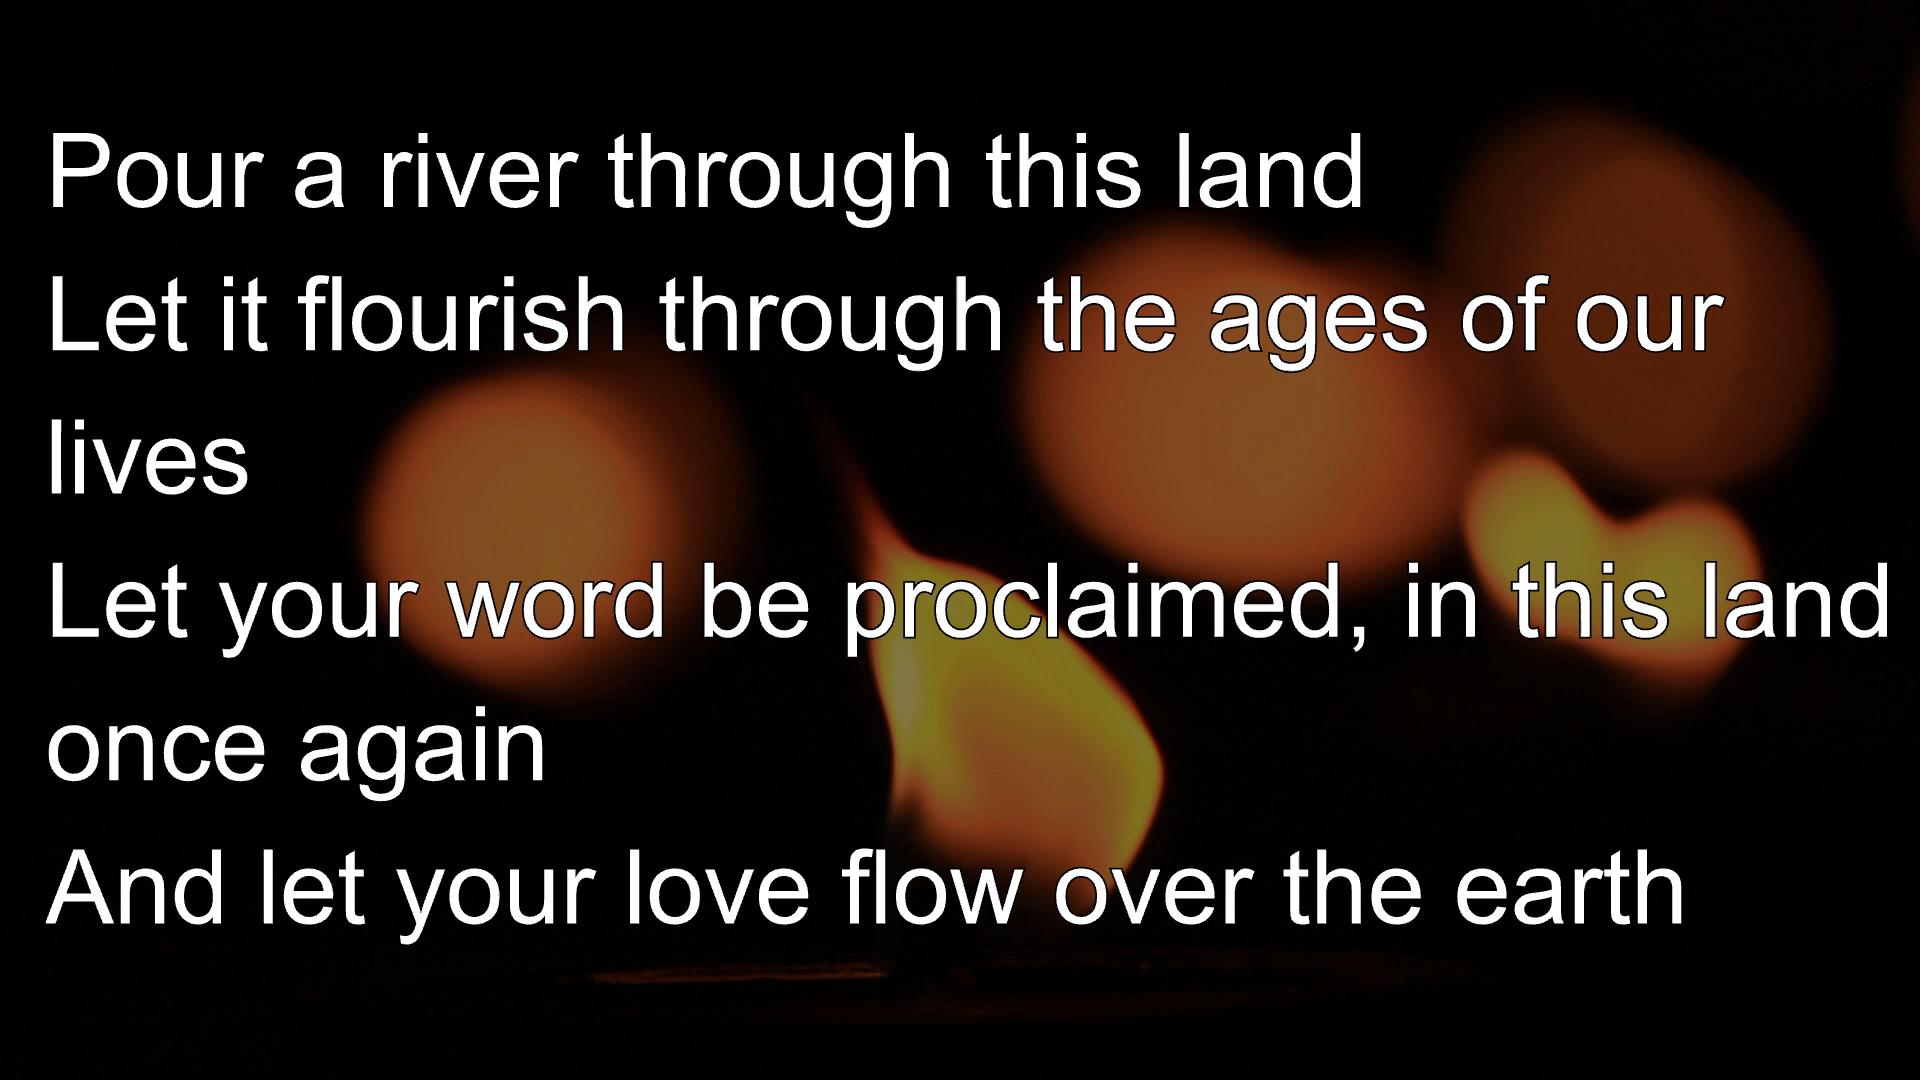 Pour a river through this land
Let it flourish through the ages of our
lives
Let your word be proclaimed, in this land
once again
And let your love flow over the earth